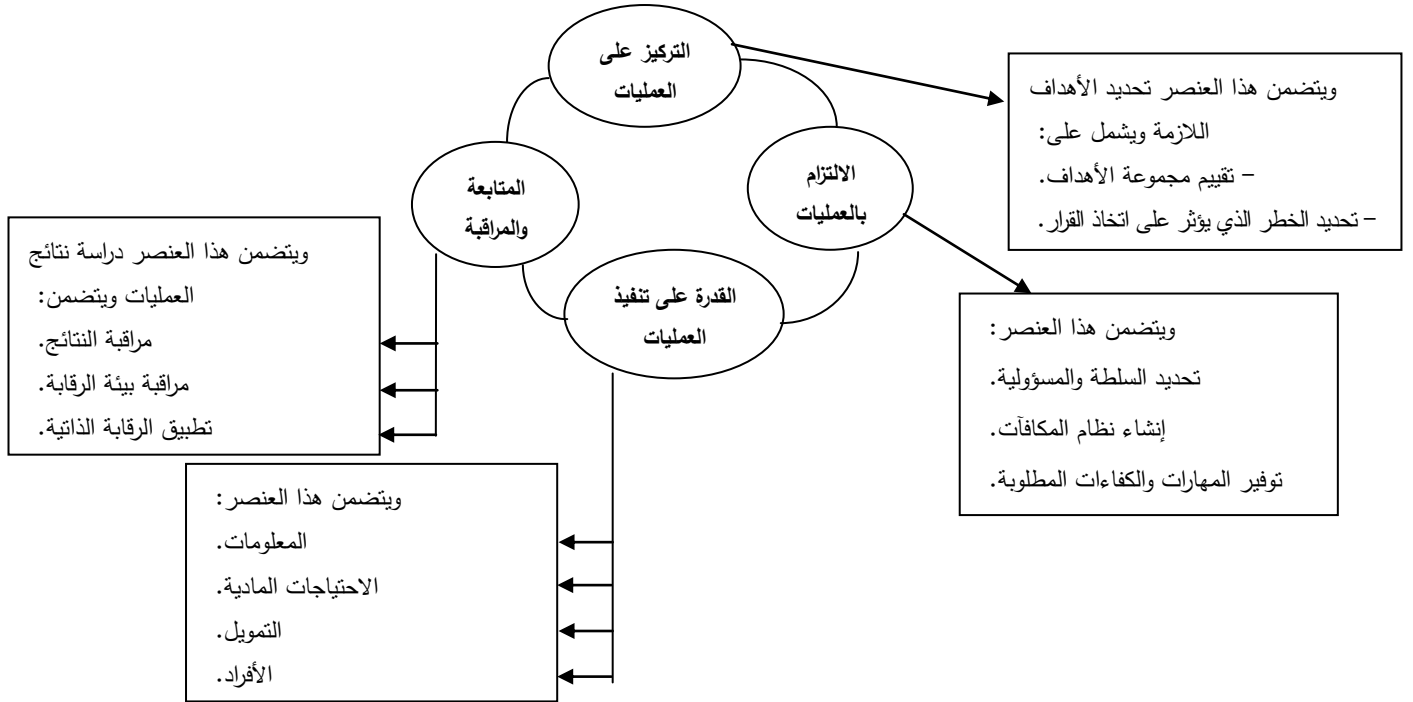 التركيز على
العمليات
ويتضمن هذا العنصر تحديد الأهداف
اللازمة ويشمل على:
– تقييم مجموعة الأهداف.
– تحديد الخطر الذي يؤثر على اتخاذ القرار.
الالتزام
بالعمليات
ويتضمن هذا العنصر:
تحديد السلطة والمسؤولية.
إنشاء نظام المكافآت.
توفير المهارات والكفاءات المطلوبة.
القدرة على تنفيذ
العمليات
ويتضمن هذا العنصر:
المعلومات.
الاحتياجات المادية.
التمويل.
الأفراد.
المتابعة
والمراقبة
ويتضمن هذا العنصر دراسة نتائج
العمليات ويتضمن:
مراقبة النتائج.
مراقبة بيئة الرقابة.
تطبيق الرقابة الذاتية.